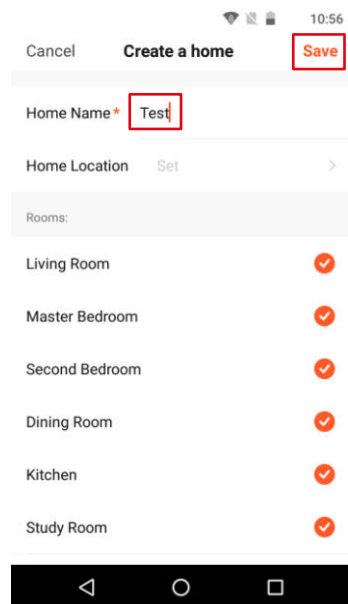 10:56
Cancel Create a home Save
Home Name* Test
Home Location Set
Rooms:
Living Room
Master Bedroom
Second Bedroom
Dining Room
Kitchen
Study Room